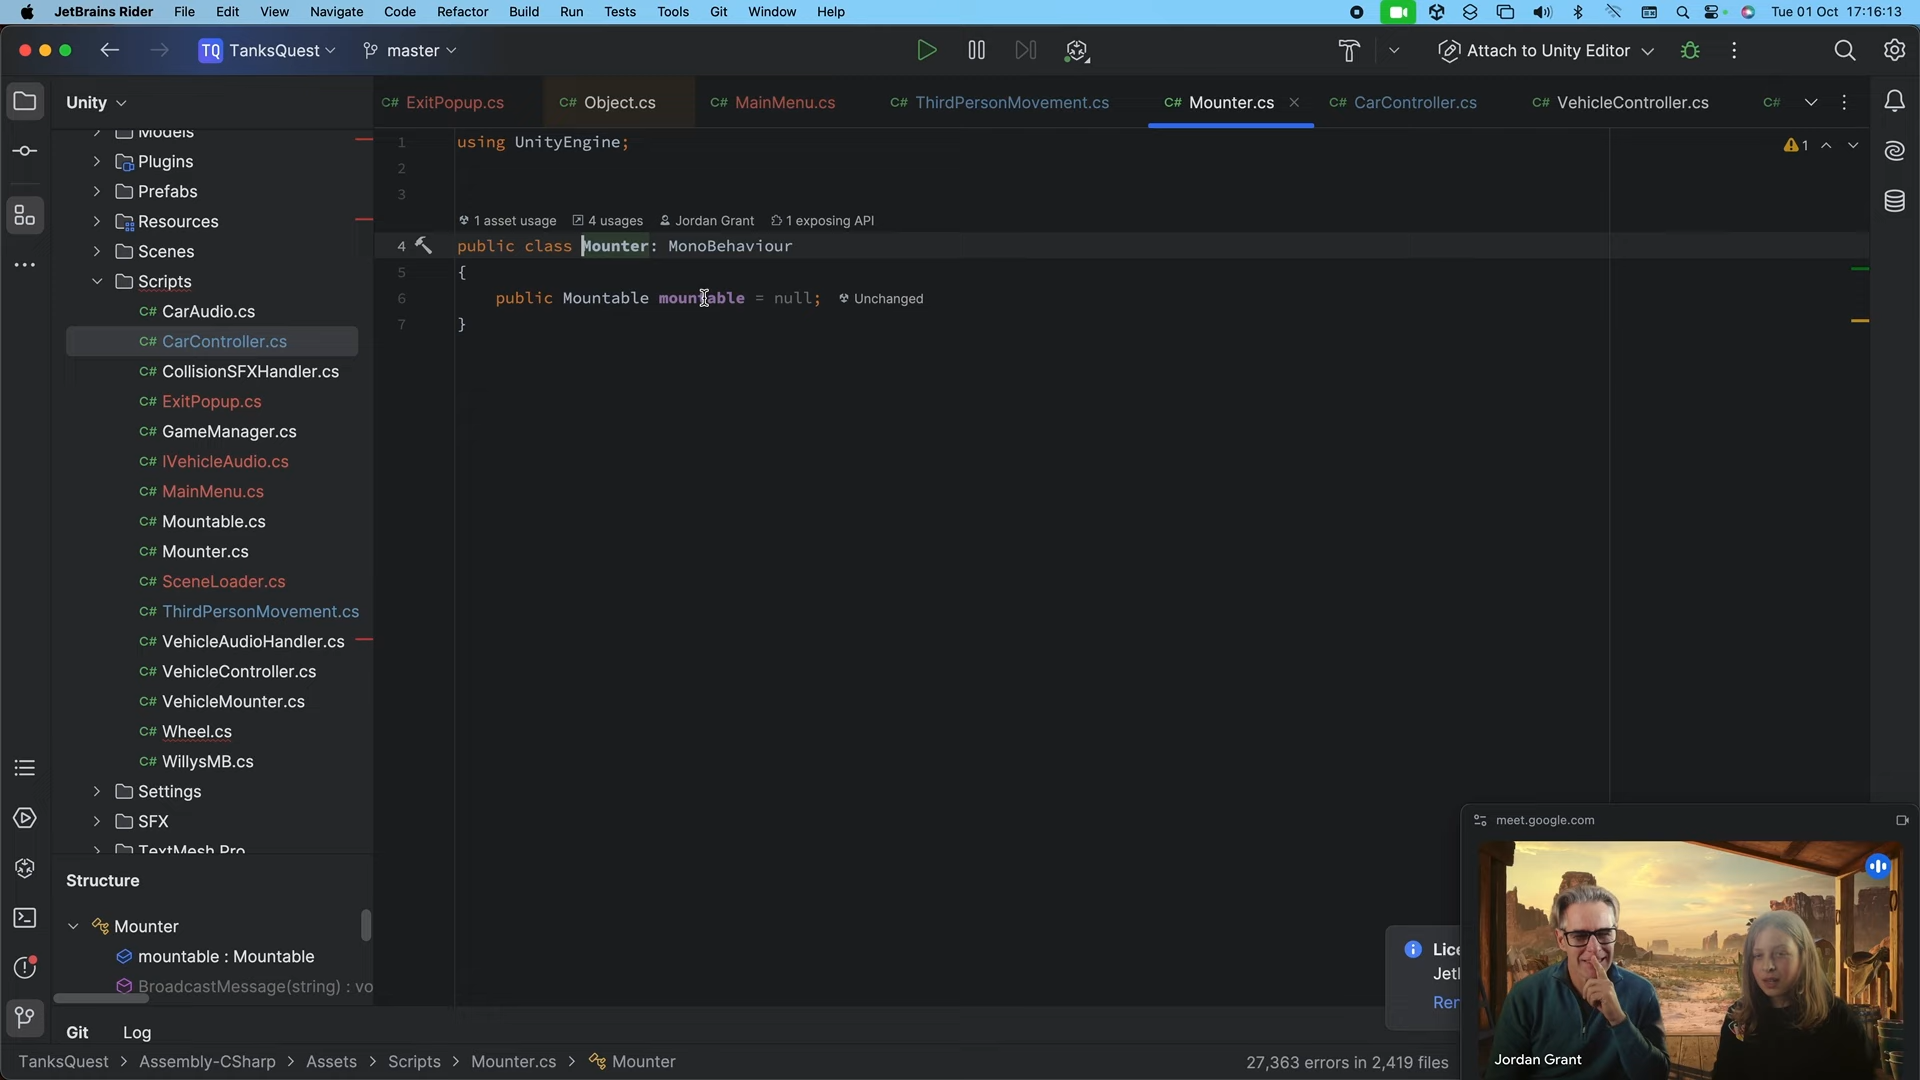 JetBrains Rider File Edit View Navigate Code Refactor Build Run Tests Tools Git Window Help Tue 01 Oct 17:16:13
TQ TanksQuest master Attach to Unity Editor
Unity
C# ExitPopup.cs C# Object.cs C# MainMenu.cs C# ThirdPersonMovement.cs C# Mounter.cs C# CarController.cs C# VehicleController.cs C#
Models
Plugins
Prefabs
Resources
Scenes
Scripts
C# CarAudio.cs
C# CarController.cs
C# CollisionSFXHandler.cs
C# ExitPopup.cs
C# GameManager.cs
C# IVehicleAudio.cs
C# MainMenu.cs
C# Mountable.cs
C# Mounter.cs
C# SceneLoader.cs
C# ThirdPersonMovement.cs
C# VehicleAudioHandler.cs
C# VehicleController.cs
C# VehicleMounter.cs
C# Wheel.cs
C# WillysMB.cs
Settings
SFX
TextMesh Pro
1 using UnityEngine;
2
3
1 asset usage 4 usages Jordan Grant 1 exposing API
4 public class Mounter: MonoBehaviour
5 {
6 public Mountable mountable = null; Unchanged
7 }
1
Structure
Mounter
mountable : Mountable
BroadcastMessage(string) : vo
Git Log
TanksQuest > Assembly-CSharp > Assets > Scripts > Mounter.cs > Mounter
27,363 errors in 2,419 files
meet.google.com
Jordan Grant